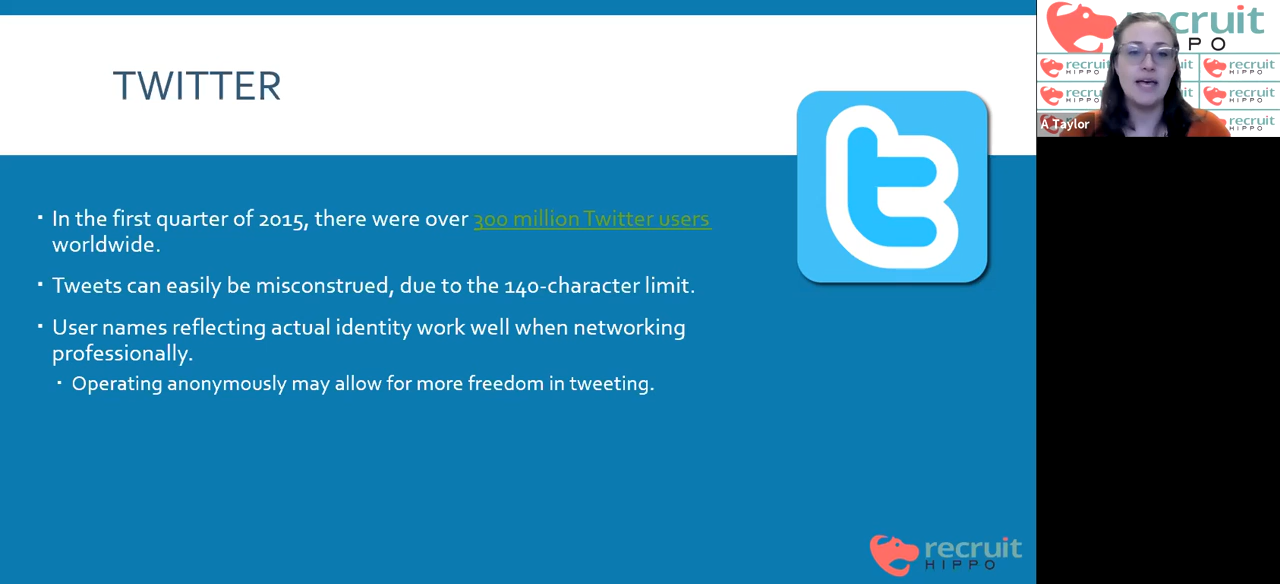 TWITTER
In the first quarter of 2015, there were over 300 million Twitter users
worldwide.
Tweets can easily be misconstrued, due to the 140-character limit.
User names reflecting actual identity work well when networking
professionally.
Operating anonymously may allow for more freedom in tweeting.
t
recruit
HIPPO
recruit
PO
recruit
HIPPO
recruit
HIPPO
HIPPO
recruit
HIPPO
A Taylor
recruit
HIPPO